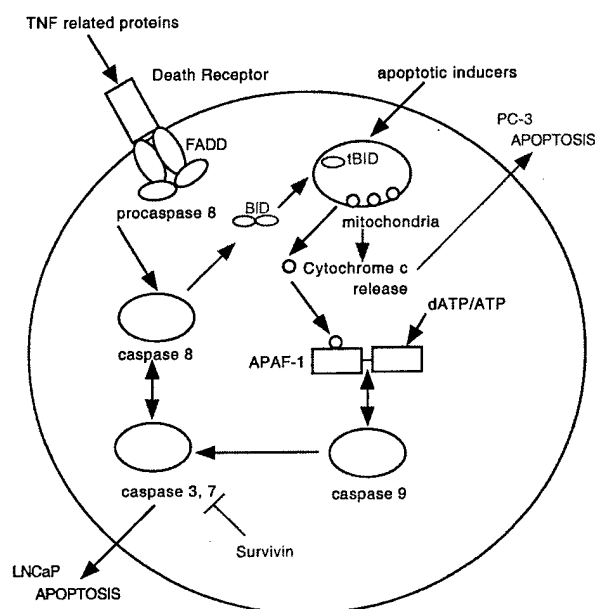 TNF related proteins
Death Receptor
apoptotic inducers
PC-3
APOPTOSIS
FADD
tBID
procaspase 8
BID
mitochondria
Cytochrome c
release
dATP/ATP
caspase 8
APAF-1
caspase 3, 7
caspase 9
Survivin
LNCaP
APOPTOSIS